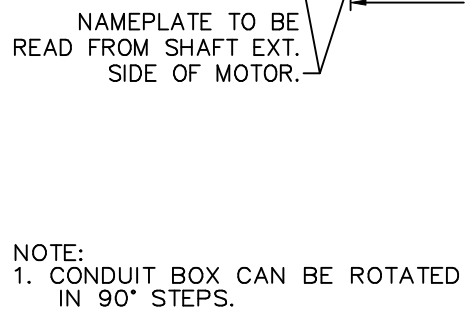 NAMEPLATE TO BE
READ FROM SHAFT EXT.
SIDE OF MOTOR.
NOTE:
1. CONDUIT BOX CAN BE ROTATED
IN 90° STEPS.